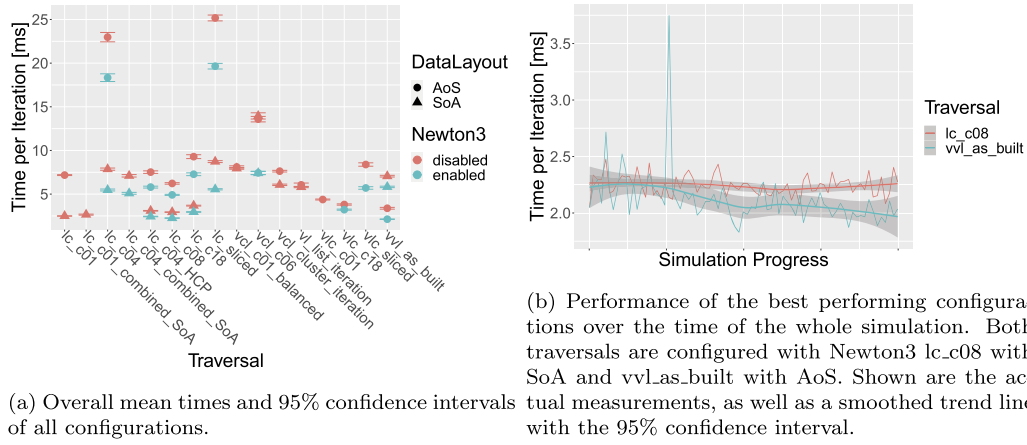 25
20
15
10
5
Time per Iteration [ms]
lc_c01
lc_c01_combined_SoA
lc_c04
lc_c04_combined_SoA
lc_c04_HCP
lc_c08
lc_c18
lc_sliced
vcl_c01_balanced
vcl_c06
vcl_cluster_iteration
vl_list_iteration
vlc_c01
vlc_c18
vlc_sliced
vvl_as_built
Traversal
DataLayout
AoS
SoA
Newton3
disabled
enabled
(a) Overall mean times and 95% confidence intervals
of all configurations.
3.5
3.0
2.5
2.0
Time per Iteration [ms]
Simulation Progress
Traversal
lc_c08
vvl_as_built
(b) Performance of the best performing configura-
tions over the time of the whole simulation. Both
traversals are configured with Newton3 lc_c08 with
SoA and vvl_as_built with AoS. Shown are the ac-
tual measurements, as well as a smoothed trend line
with the 95% confidence interval.